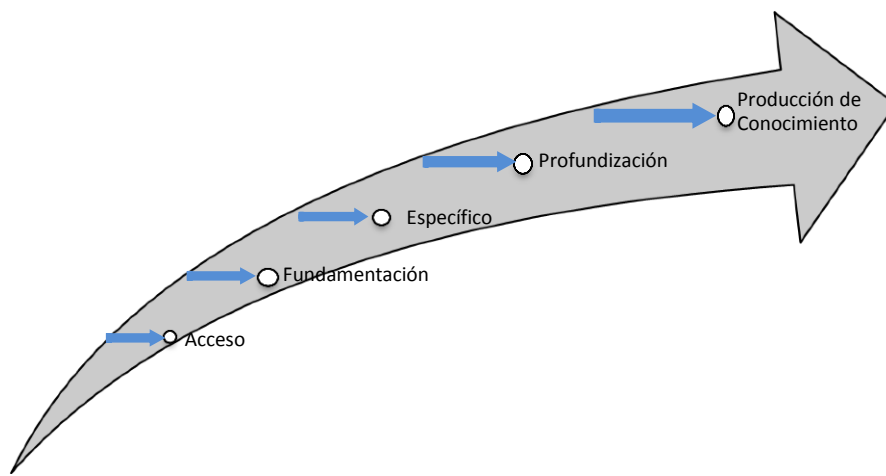 Producción de
Conocimiento
Profundización
Específico
Fundamentación
Acceso